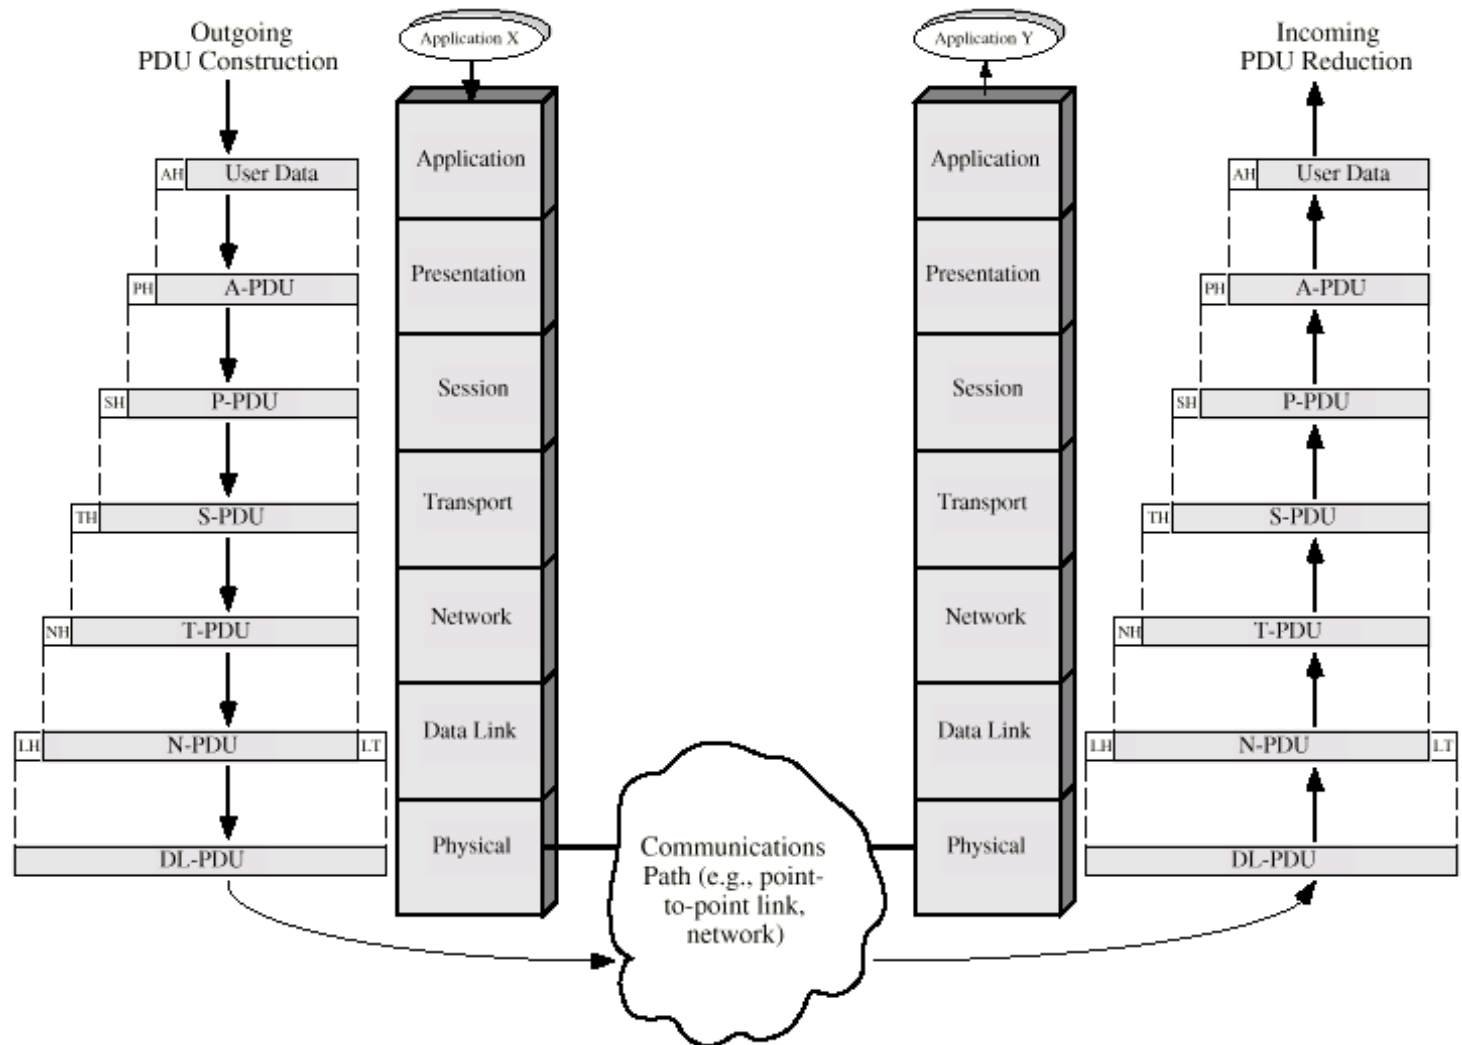 Outgoing
PDU Construction
Application X
Application Y
Incoming
PDU Reduction
AH User Data
Application
Application
AH User Data
PH A-PDU
Presentation
Presentation
PH A-PDU
SH P-PDU
Session
Session
SH P-PDU
TH S-PDU
Transport
Transport
TH S-PDU
NH T-PDU
Network
Network
NH T-PDU
LH N-PDU LT
Data Link
Data Link
LH N-PDU LT
DL-PDU
Physical
Communications
Path (e.g., point-
to-point link,
network)
Physical
DL-PDU